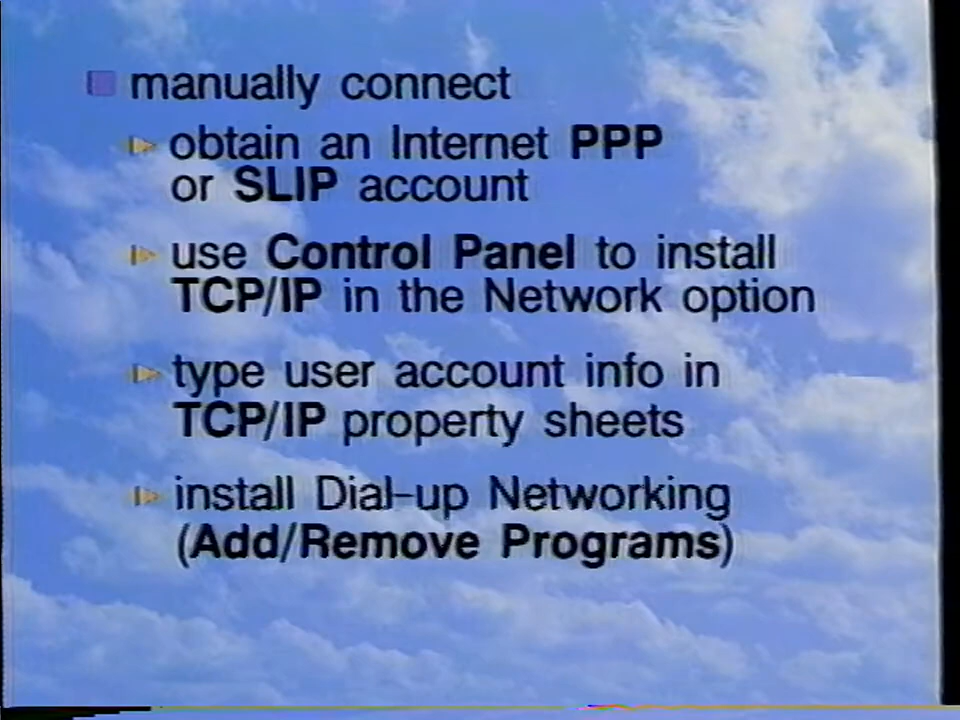 manually connect
obtain an Internet PPP
or SLIP account
use Control Panel to install
TCP/IP in the Network option
type user account info in
TCP/IP property sheets
install Dial-up Networking
(Add/Remove Programs)